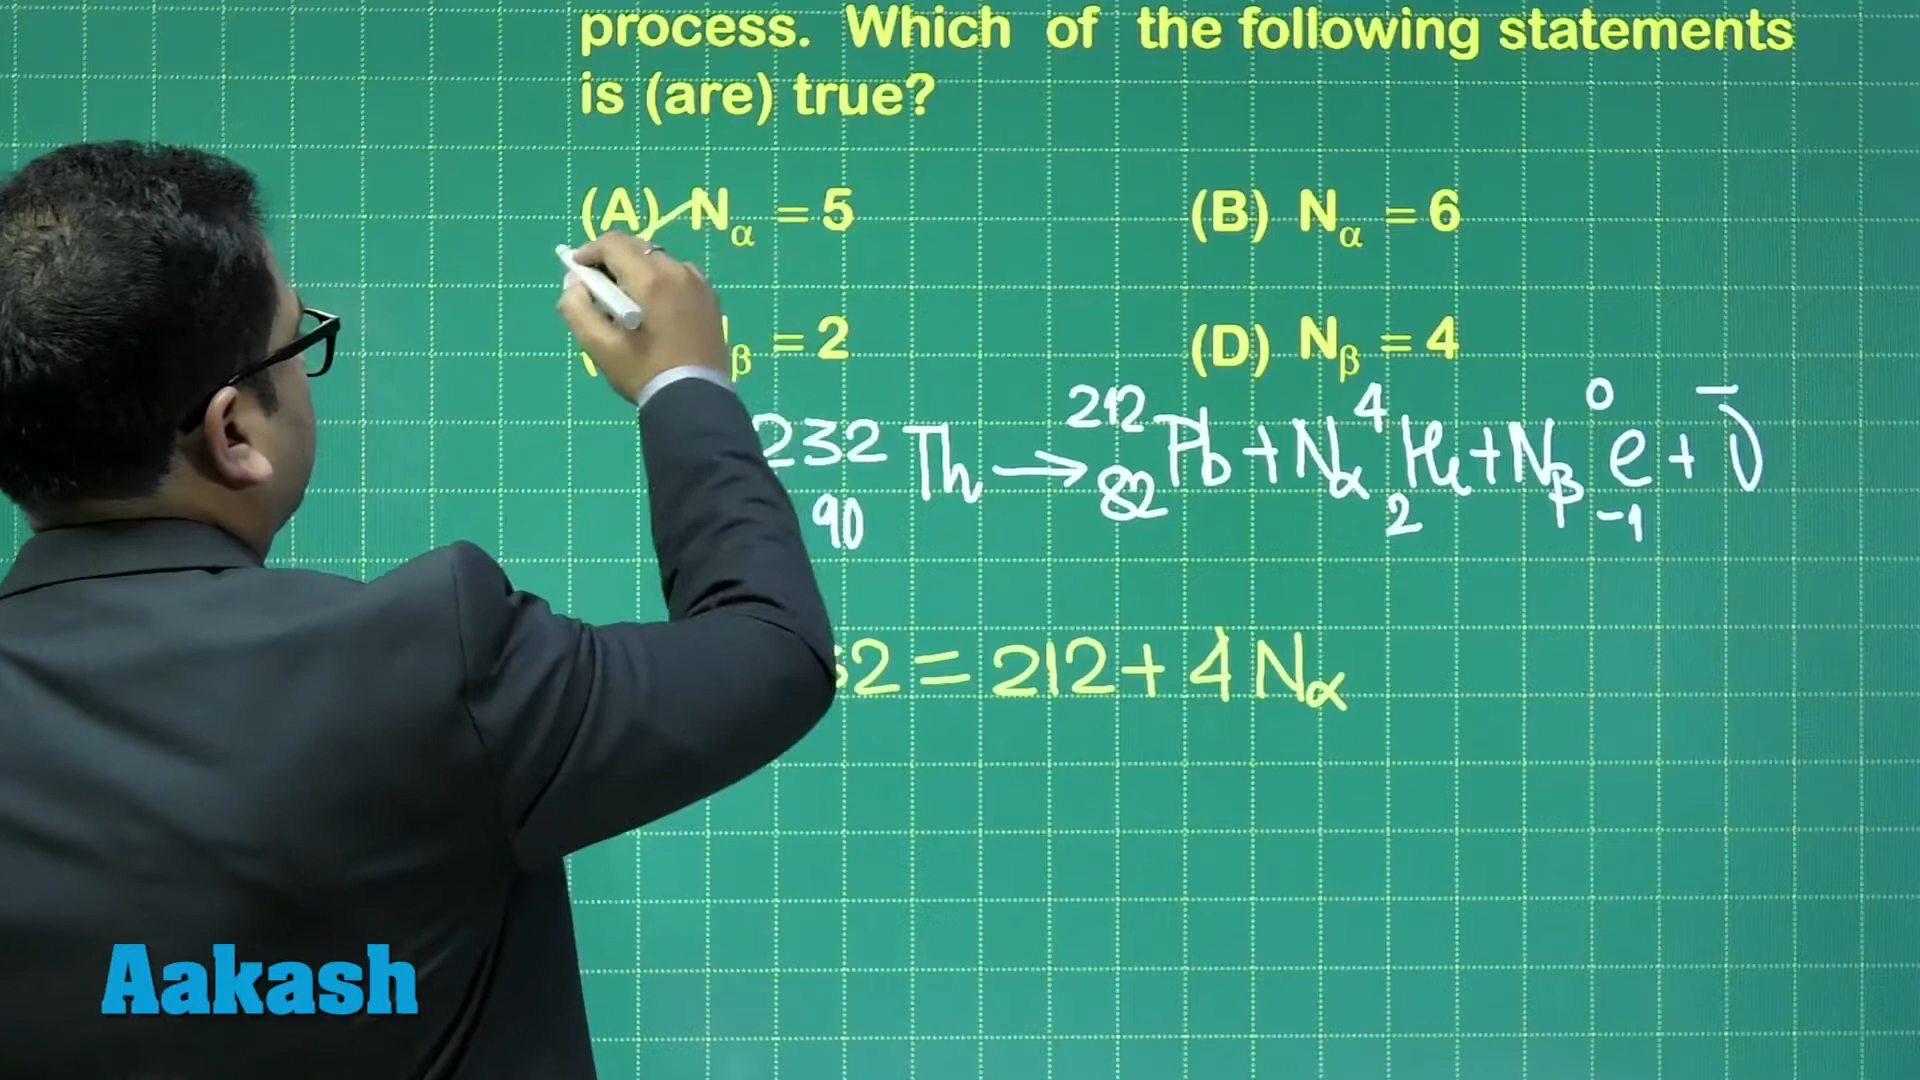 process. Which of the following statements
is (are) true?
(A) Nα = 5
(B) Nα = 6
β = 2
(D) Nβ = 4
232 90 Th → 212 82 Pb + Nα 4 2 He + Nβ 0 -1 e + ν̄
32 = 212 + 4 Nα
Aakash